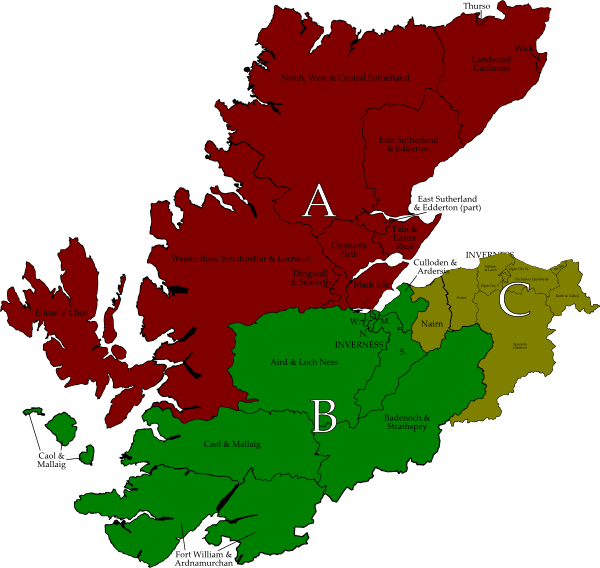 Thurso
Wick
Landward
Caithness
North, West & Central Sutherland
East Sutherland
& Edderton
A
East Sutherland
& Edderton (part)
Tain &
Easter
Ross
Cromarty
Firth
Wester Ross, Strathpeffer & Lochalsh
Dingwall
& Seaforth
Black Isle
Culloden &
Ardersier
INVERNESS
C
Eilean a' Cheò
Nairn
Forres
W.
M.
N.
INVERNESS
S.
Aird & Loch Ness
B
Badenoch &
Strathspey
Caol & Mallaig
Caol &
Mallaig
Fort William &
Ardnamurchan